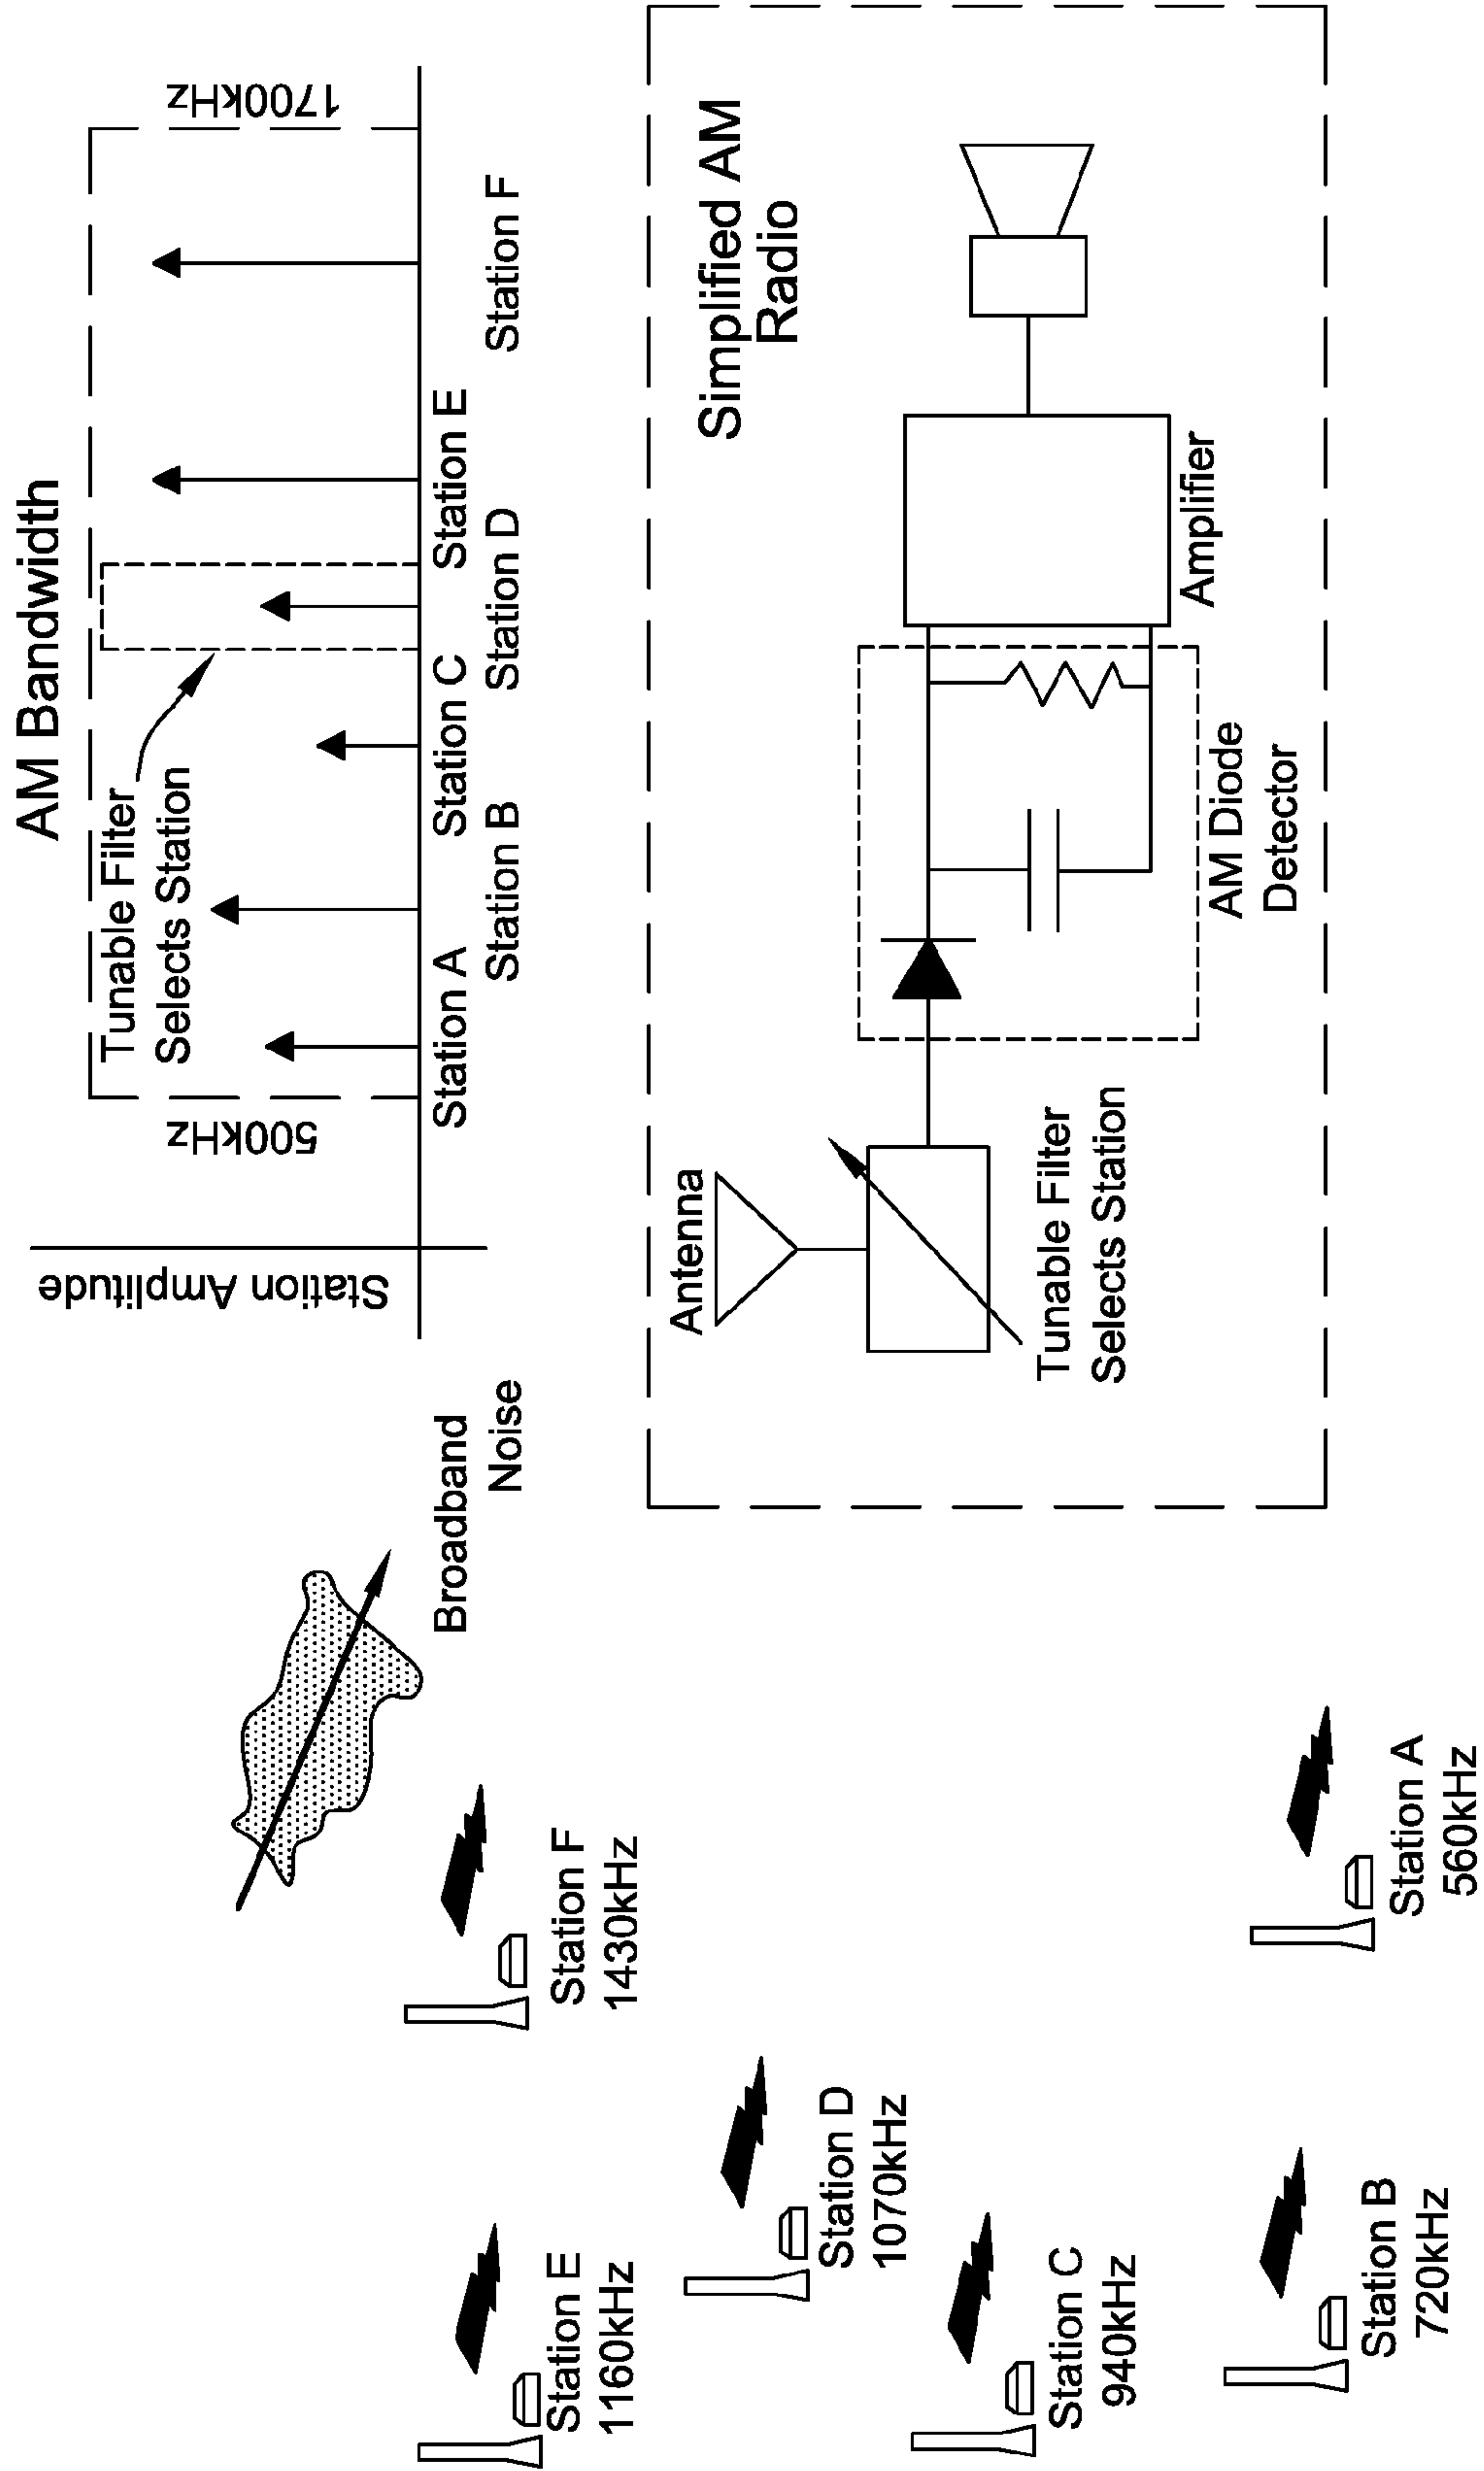 AM Bandwidth
Station Amplitude
500kHz
1700kHz
Tunable Filter
Selects Station
Station A
Station B
Station C
Station D
Station E
Station F
Broadband
Noise
Station F
1430kHz
Station E
1160kHz
Station D
1070kHz
Station C
940kHz
Station B
720kHz
Station A
560kHz
Simplified AM
Radio
Antenna
Tunable Filter
Selects Station
AM Diode
Detector
Amplifier